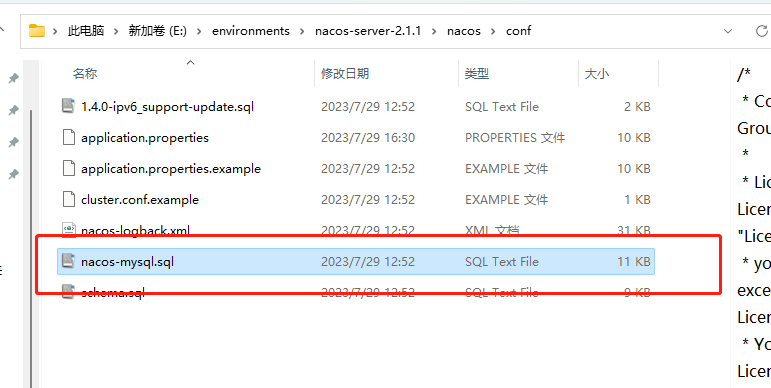 此电脑 > 新加卷 (E:) > environments > nacos-server-2.1.1 > nacos > conf
名称 修改日期 类型 大小
1.4.0-ipv6_support-update.sql 2023/7/29 12:52 SQL Text File 2 KB
application.properties 2023/7/29 16:30 PROPERTIES 文件 10 KB
application.properties.example 2023/7/29 12:52 EXAMPLE 文件 10 KB
cluster.conf.example 2023/7/29 12:52 EXAMPLE 文件 1 KB
nacos-logback.xml 2023/7/29 12:52 XML 文档 31 KB
nacos-mysql.sql 2023/7/29 12:52 SQL Text File 11 KB
schema.sql 2023/7/29 12:52 SQL Text File 9 KB
/*
* Co
Grou
*
* Lic
Licen
"Lice
* yo
exce
Licer
* Yo
Licen